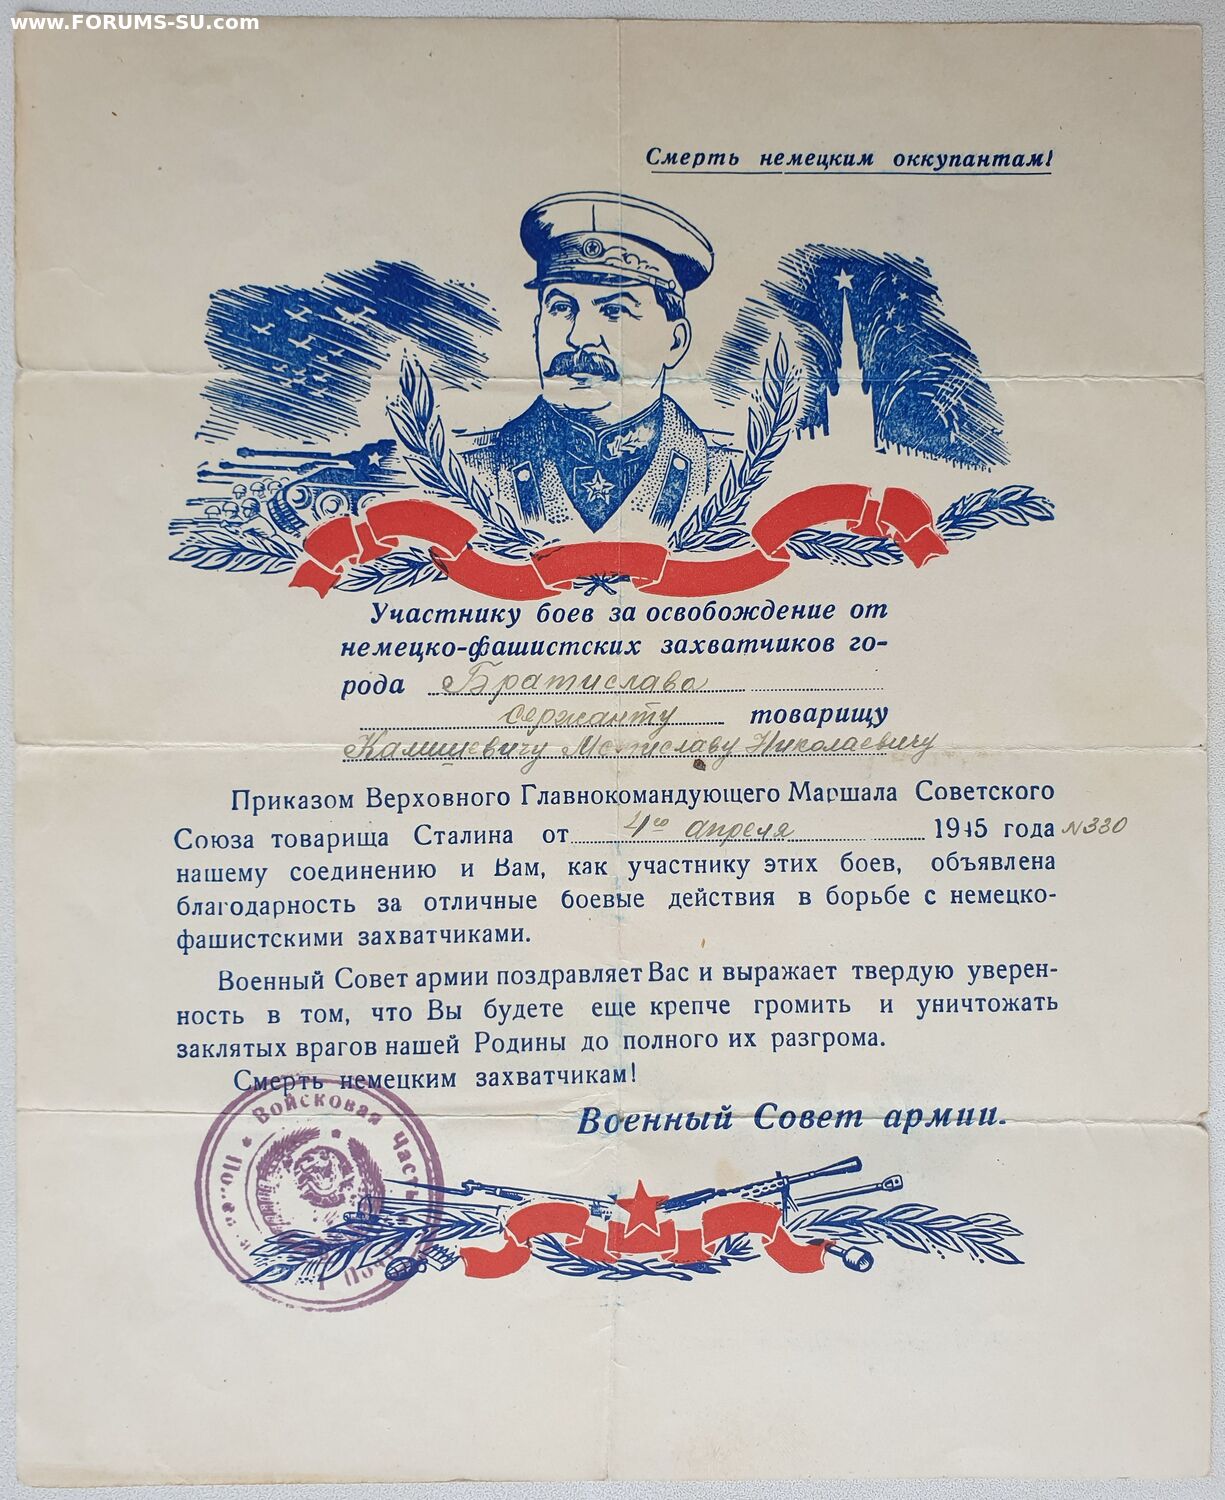 www.FORUMS-SU.com
Смерть немецким оккупантам!
Участнику боев за освобождение от
немецко-фашистских захватчиков го-
рода Братислава
сержанту товарищу
Мстиславу Николаевичу
Приказом Верховного Главнокомандующего Маршала Советского
Союза товарища Сталина от 4го апреля 1945 года N330
нашему соединению и Вам, как участнику этих боев, объявлена
благодарность за отличные боевые действия в борьбе с немецко-
фашистскими захватчиками.
Военный Совет армии поздравляет Вас и выражает твердую уверен-
ность в том, что Вы будете еще крепче громить и уничтожать
заклятых врагов нашей Родины до полного их разгрома.
Смерть немецким захватчикам!
Военный Совет армии.
Войсковая Часть